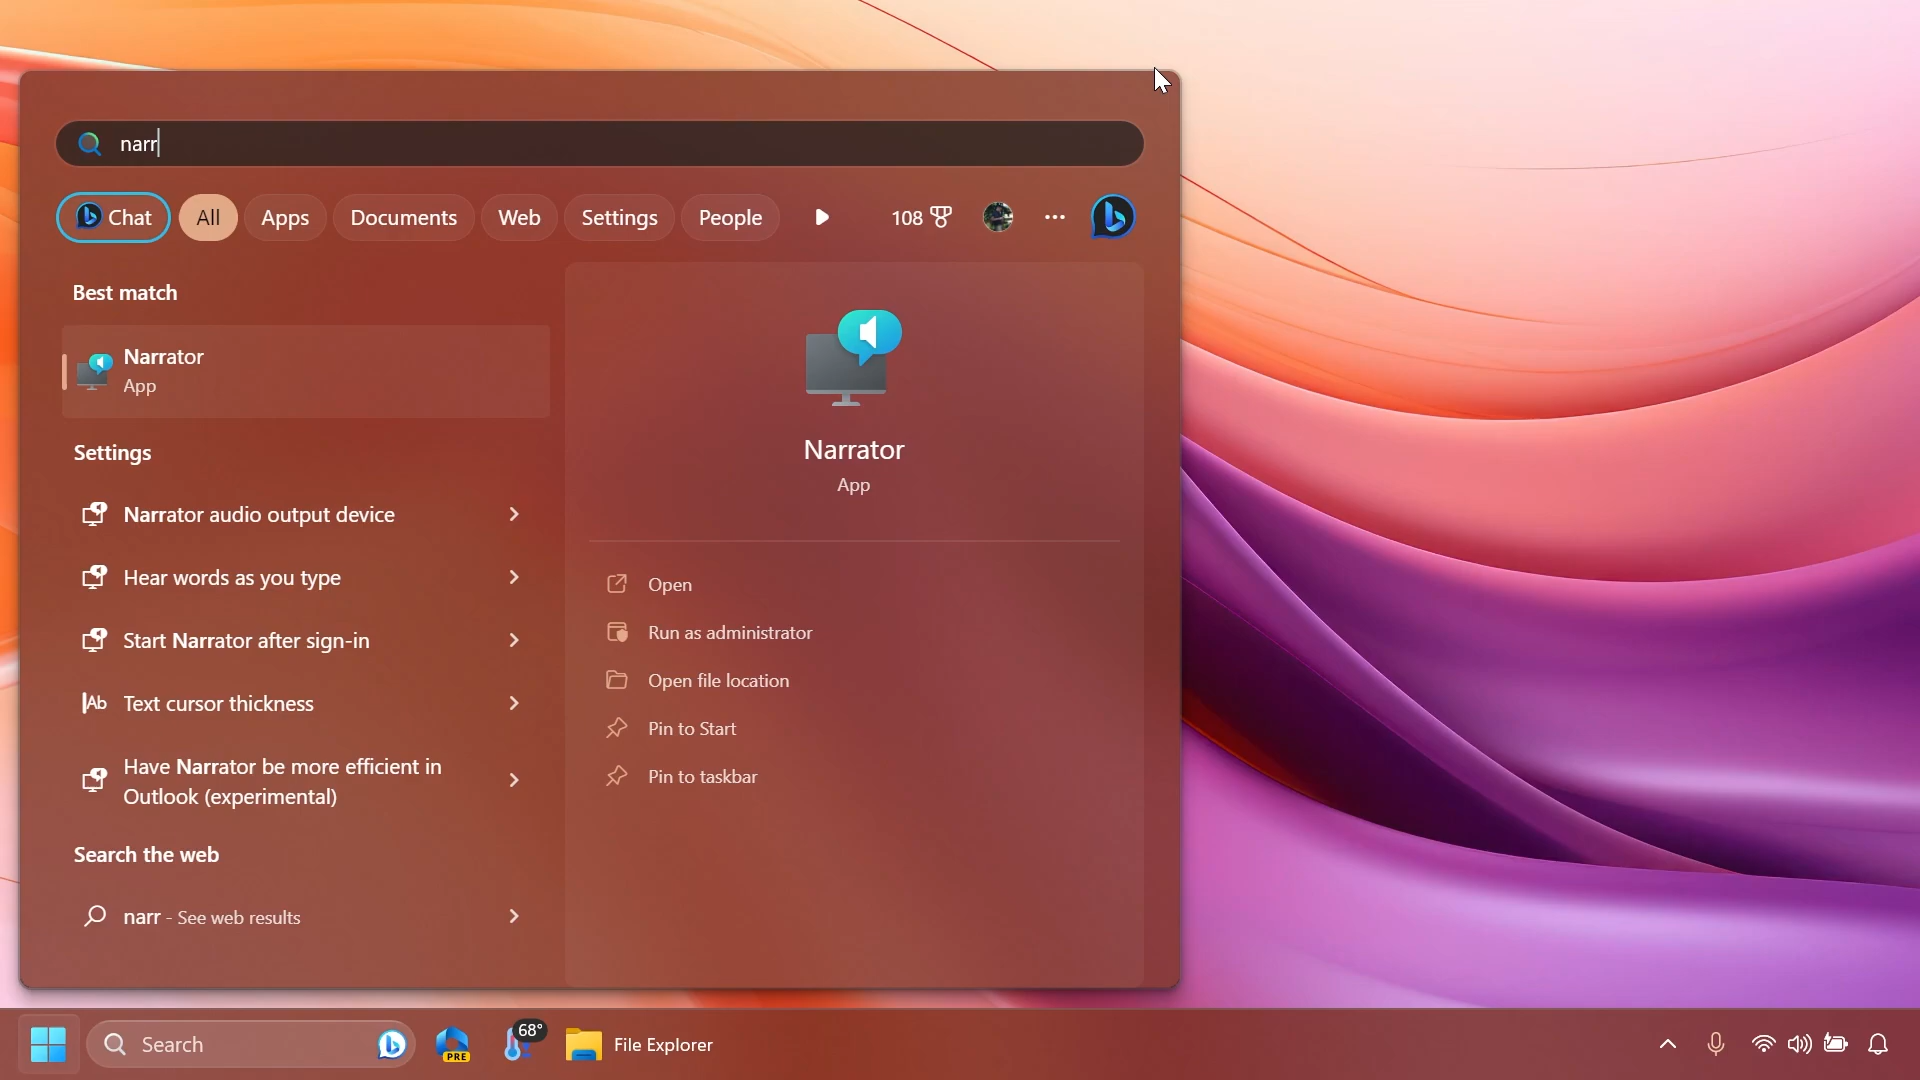 narr
Chat
All
Apps
Documents
Web
Settings
People
108
Best match
Narrator
App
Settings
Narrator audio output device
Hear words as you type
Start Narrator after sign-in
Ab Text cursor thickness
Have Narrator be more efficient in
Outlook (experimental)
Search the web
narr - See web results
Narrator
App
Open
Run as administrator
Open file location
Pin to Start
Pin to taskbar
Search
PRE
68°
File Explorer